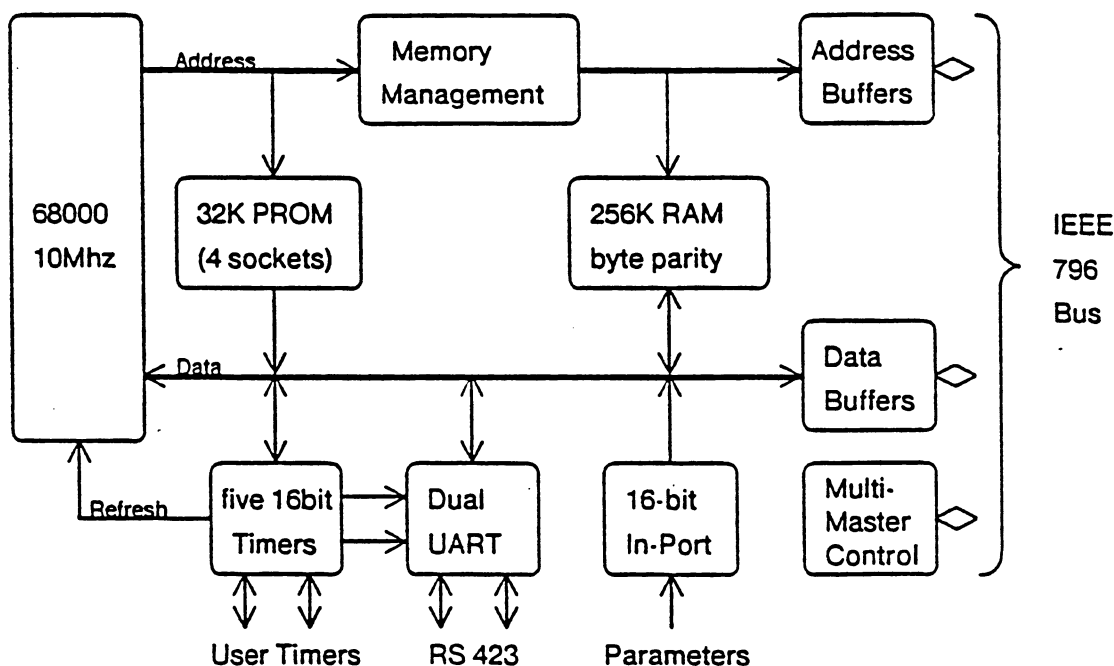 Address
Memory
Management
Address
Buffers
68000
10Mhz
32K PROM
(4 sockets)
256K RAM
byte parity
IEEE
796
Bus
Data
Data
Buffers
Refresh
five 16bit
Timers
Dual
UART
16-bit
In-Port
Multi-
Master
Control
User Timers
RS 423
Parameters